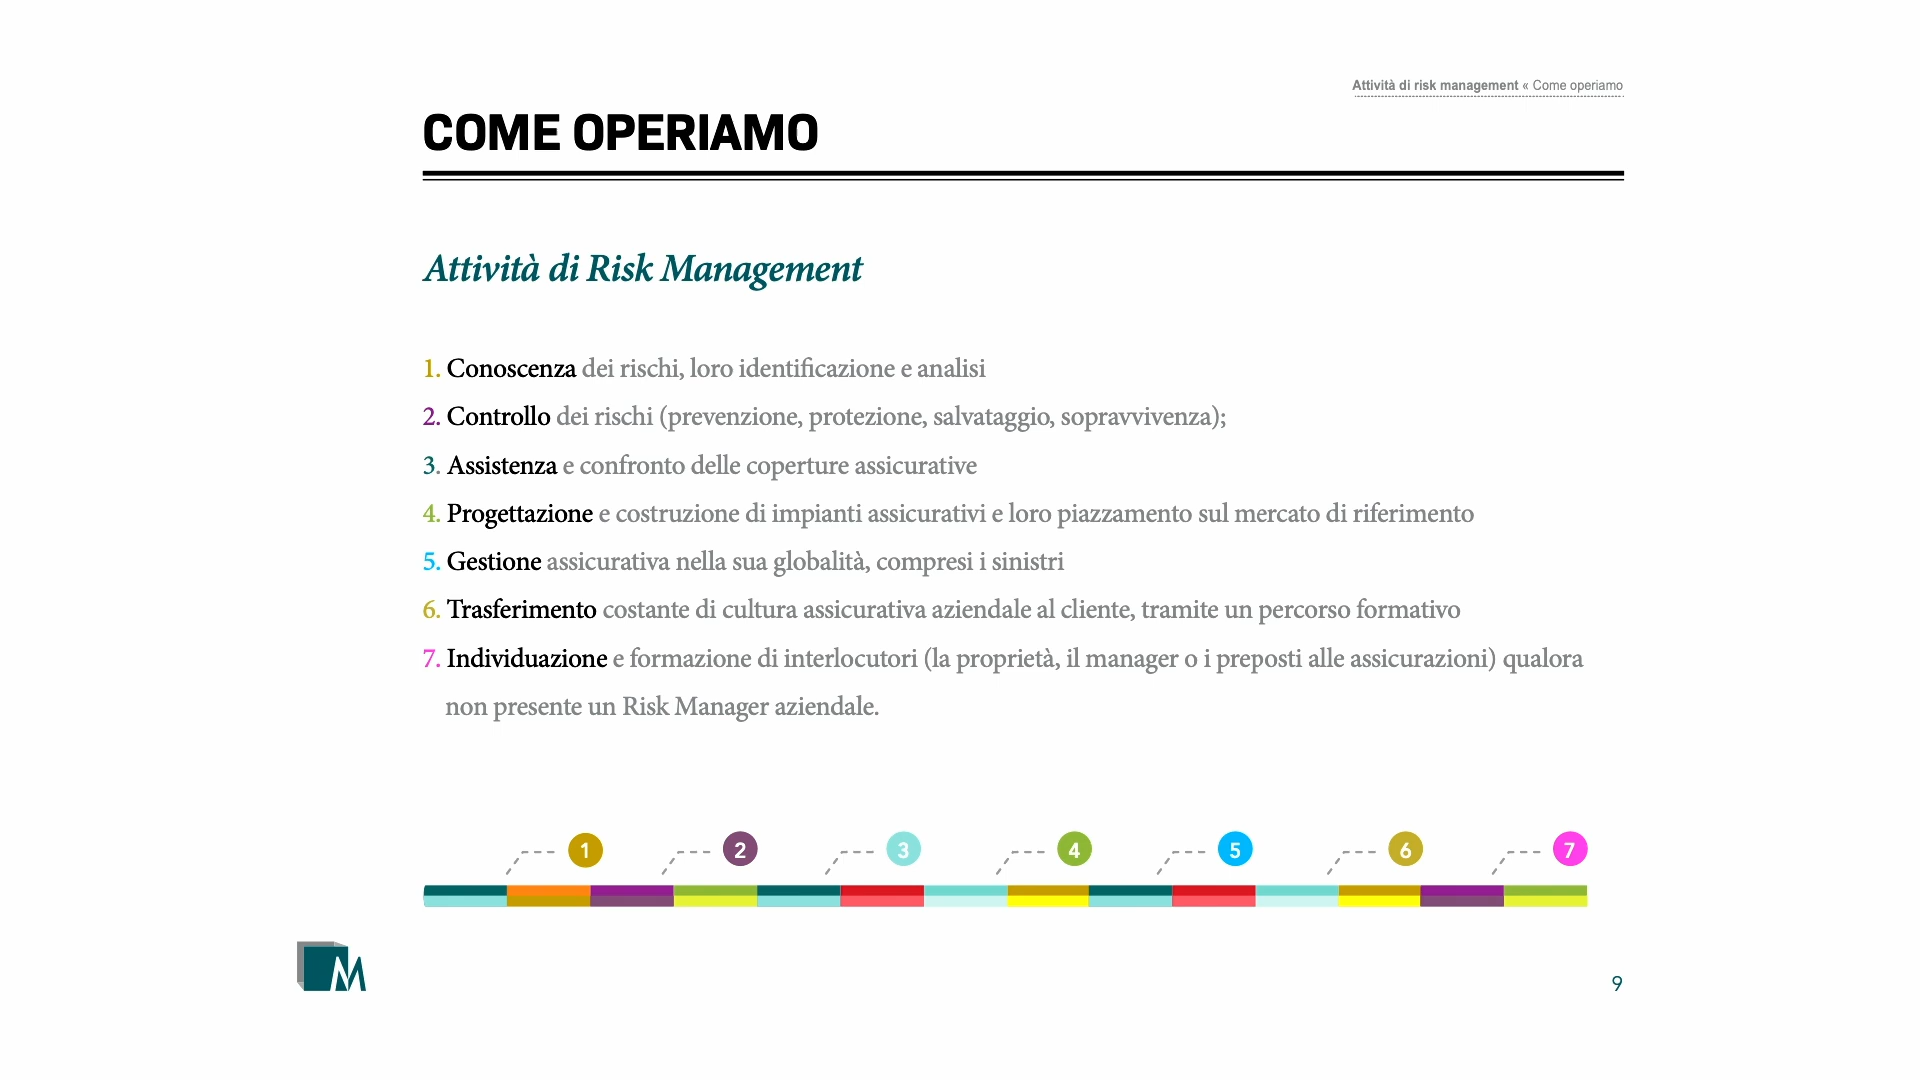 Attività di risk management « Come operiamo
COME OPERIAMO
Attività di Risk Management
1. Conoscenza dei rischi, loro identificazione e analisi
2. Controllo dei rischi (prevenzione, protezione, salvataggio, sopravvivenza);
3. Assistenza e confronto delle coperture assicurative
4. Progettazione e costruzione di impianti assicurativi e loro piazzamento sul mercato di riferimento
5. Gestione assicurativa nella sua globalità, compresi i sinistri
6. Trasferimento costante di cultura assicurativa aziendale al cliente, tramite un percorso formativo
7. Individuazione e formazione di interlocutori (la proprietà, il manager o i preposti alle assicurazioni) qualora
non presente un Risk Manager aziendale.
1 2 3 4 5 6 7
M
9